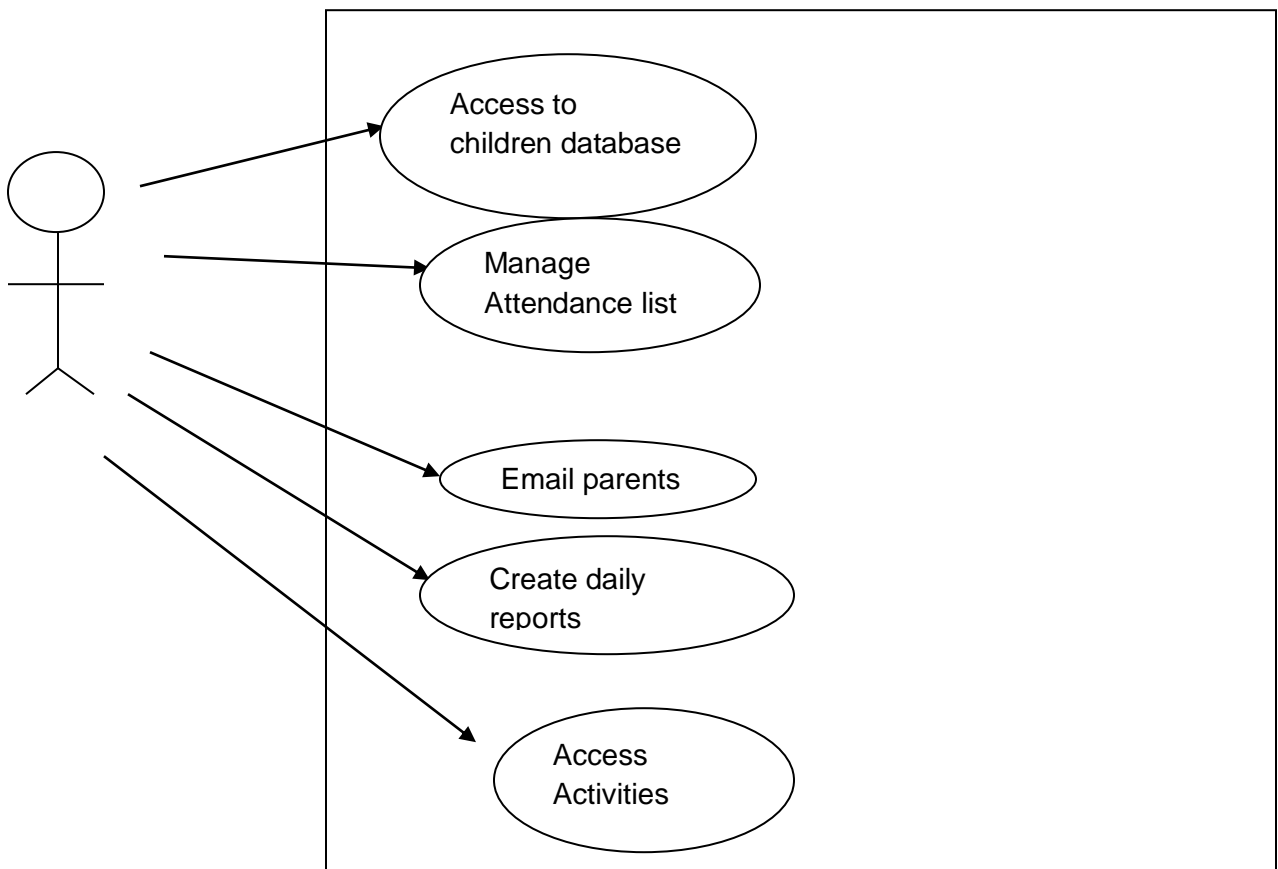 Access to
children database
Manage
Attendance list
Email parents
Create daily
reports
Access
Activities